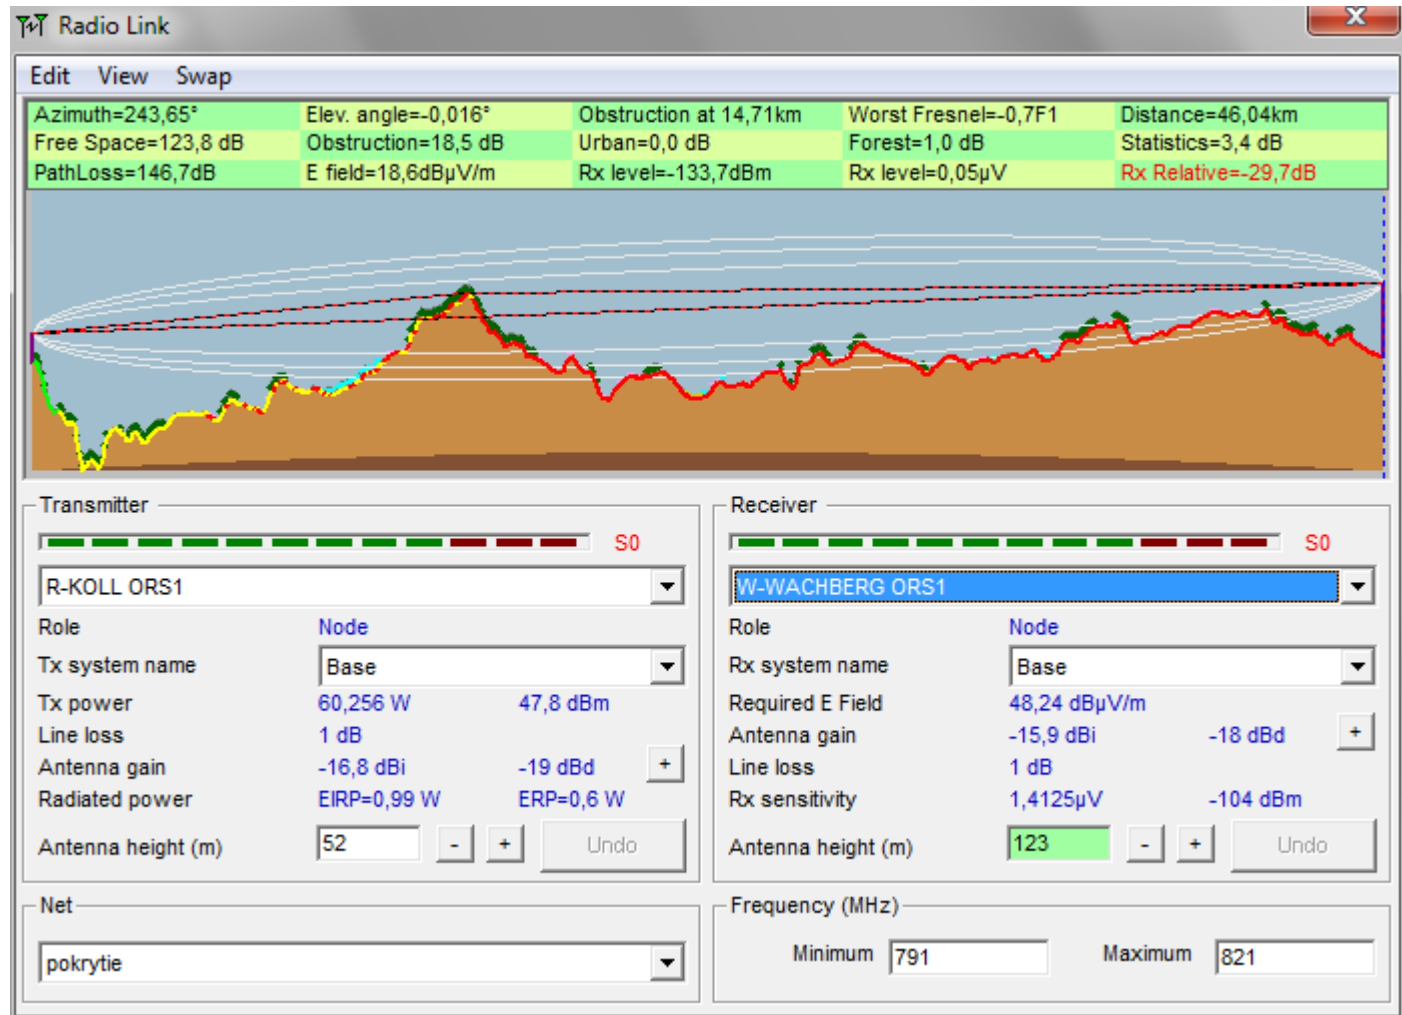 Radio Link
Edit View Swap
Azimuth=243,65° Elev. angle=-0,016° Obstruction at 14,71km Worst Fresnel=-0,7F1 Distance=46,04km
Free Space=123,8 dB Obstruction=18,5 dB Urban=0,0 dB Forest=1,0 dB Statistics=3,4 dB
PathLoss=146,7dB E field=18,6dBµV/m Rx level=-133,7dBm Rx level=0,05µV Rx Relative=-29,7dB
Transmitter
S0
R-KOLL ORS1
Role Node
Tx system name Base
Tx power 60,256 W 47,8 dBm
Line loss 1 dB
Antenna gain -16,8 dBi -19 dBd +
Radiated power EIRP=0,99 W ERP=0,6 W
Antenna height (m) 52 - + Undo
Receiver
S0
W-WACHBERG ORS1
Role Node
Rx system name Base
Required E Field 48,24 dBµV/m
Antenna gain -15,9 dBi -18 dBd +
Line loss 1 dB
Rx sensitivity 1,4125µV -104 dBm
Antenna height (m) 123 - + Undo
Net
pokrytie
Frequency (MHz)
Minimum 791 Maximum 821